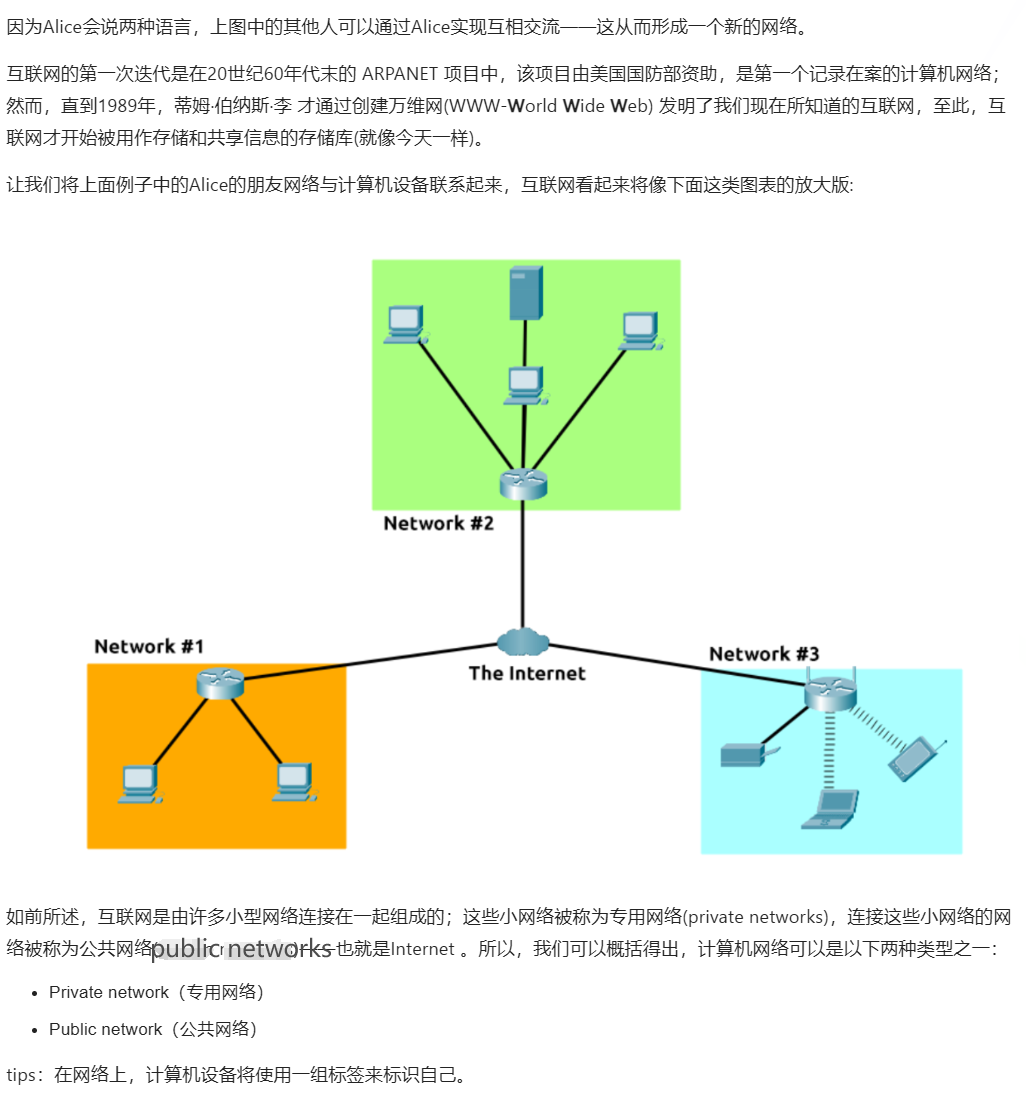 因为Alice会说两种语言，上图中的其他人可以通过Alice实现互相交流——这从而形成一个新的网络。
互联网的第一次迭代是在20世纪60年代末的 ARPANET 项目中，该项目由美国国防部资助，是第一个记录在案的计算机网络；
然而，直到1989年，蒂姆·伯纳斯·李 才通过创建万维网(WWW-World Wide Web) 发明了我们现在所知道的互联网，至此，互
联网才开始被用作存储和共享信息的存储库(就像今天一样)。
让我们将上面例子中的Alice的朋友网络与计算机设备联系起来，互联网看起来将像下面这类图表的放大版:
Network #2
Network #1
The Internet
Network #3
如前所述，互联网是由许多小型网络连接在一起组成的；这些小网络被称为专用网络(private networks)，连接这些小网络的网
络被称为公共网络public networks也就是Internet 。所以，我们可以概括得出，计算机网络可以是以下两种类型之一：
• Private network（专用网络）
• Public network（公共网络）
tips：在网络上，计算机设备将使用一组标签来标识自己。